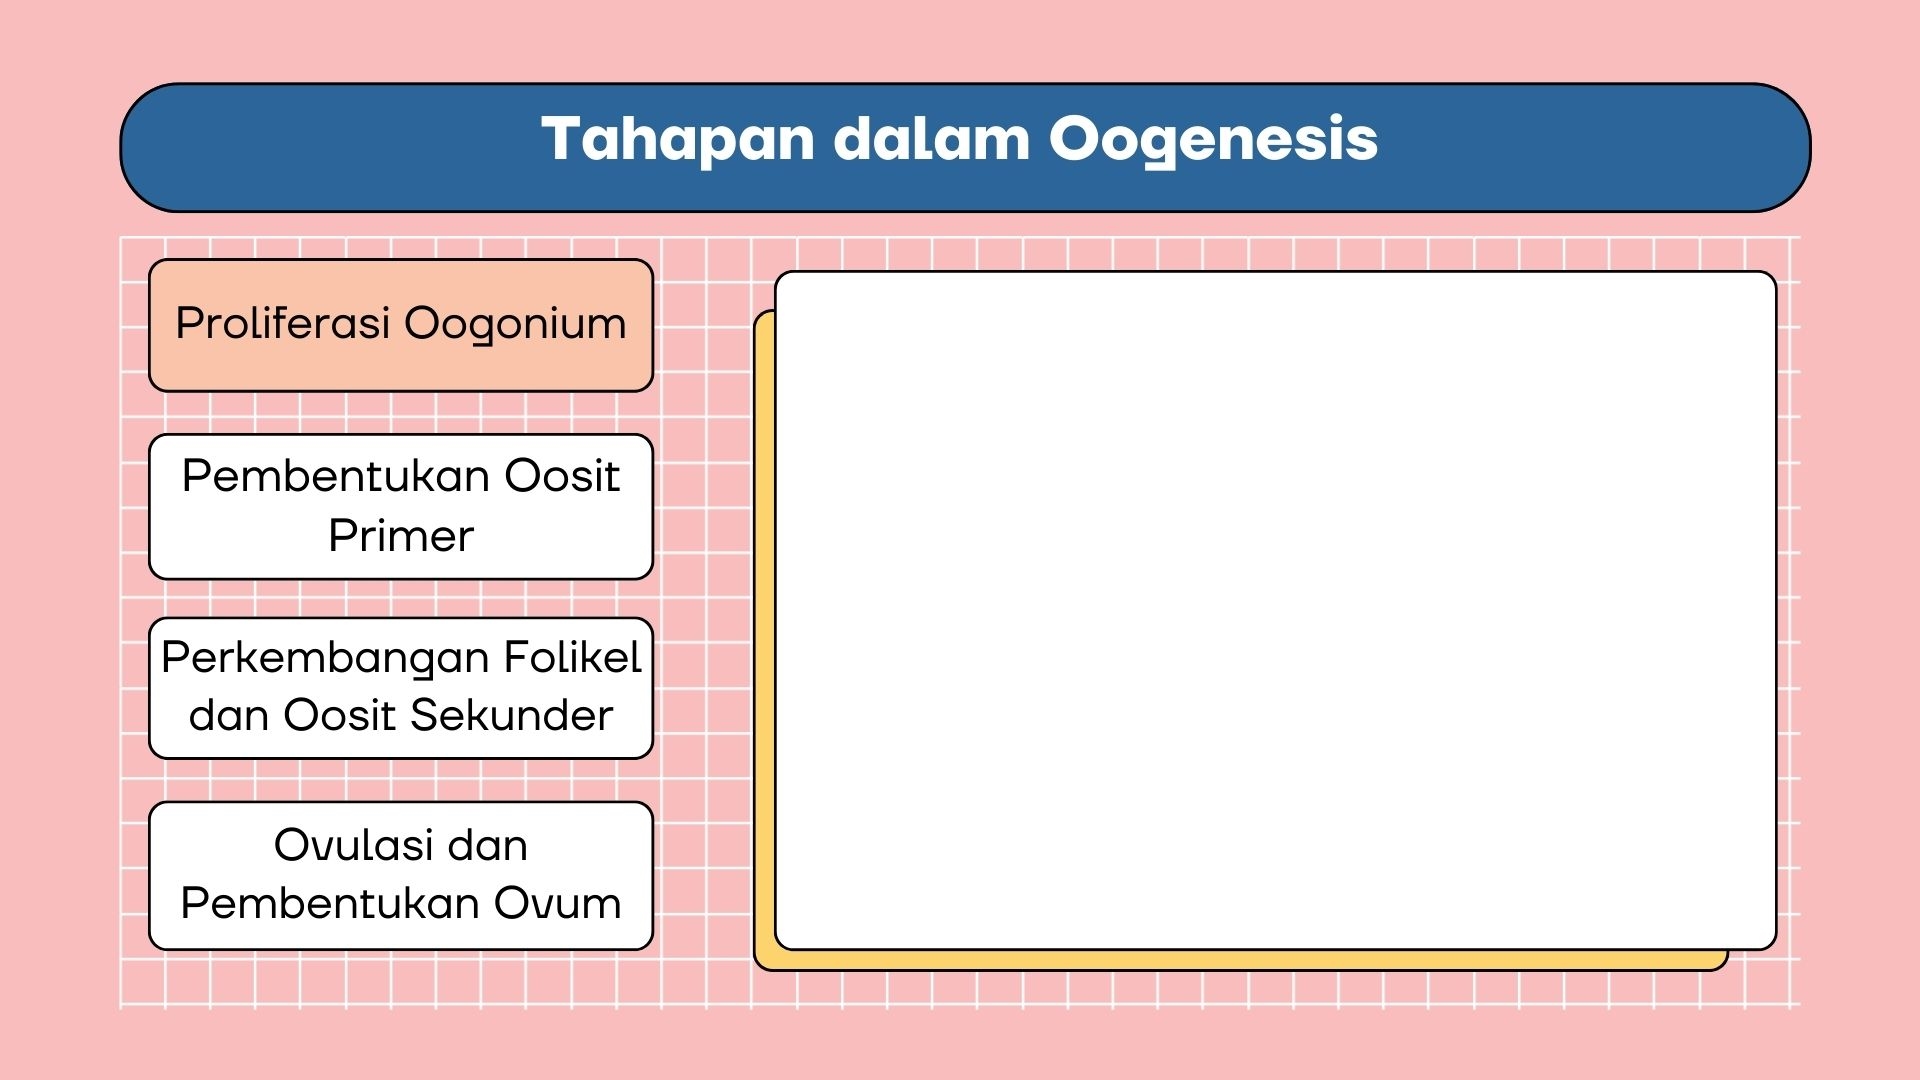 Tahapan dalam Oogenesis
Proliferasi Oogonium
Pembentukan Oosit
Primer
Perkembangan Folikel
dan Oosit Sekunder
Ovulasi dan
Pembentukan Ovum